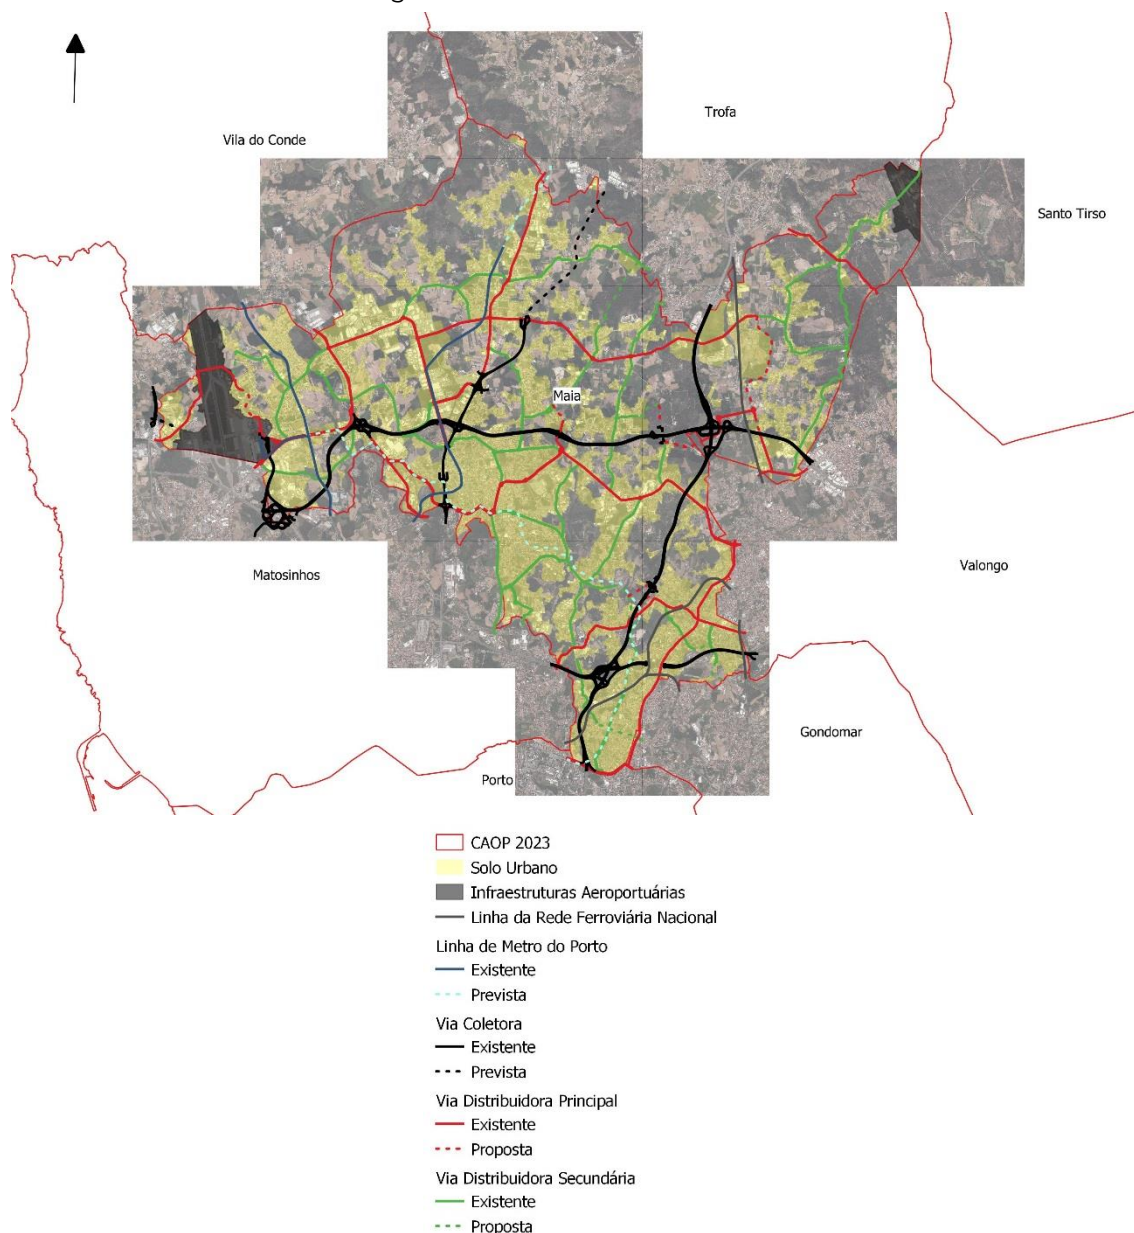 Trofa
Vila do Conde
Santo Tirso
Maia
Matosinhos
Valongo
Gondomar
Porto
CAOP 2023
Solo Urbano
Infraestruturas Aeroportuárias
Linha da Rede Ferroviária Nacional
Linha de Metro do Porto
Existente
Prevista
Via Coletora
Existente
Prevista
Via Distribuidora Principal
Existente
Proposta
Via Distribuidora Secundária
Existente
Proposta